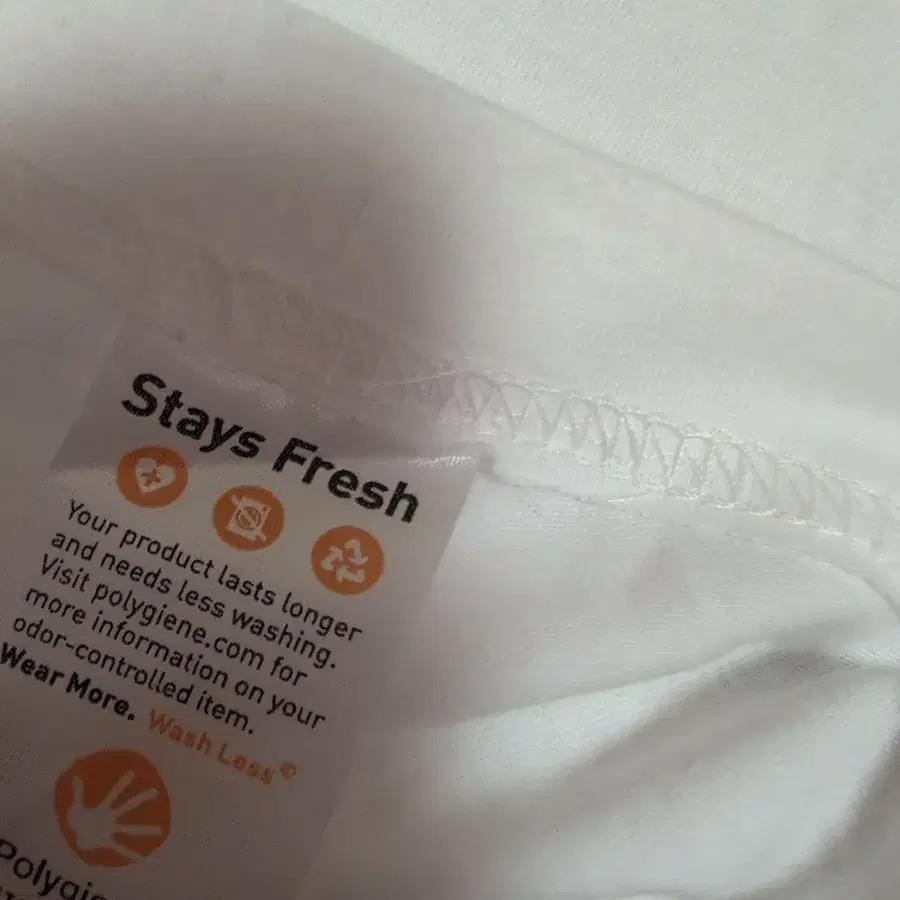 Stays Fresh
Your product lasts longer
and needs less washing.
Visit polygiene.com for
more information on your
odor-controlled item.
Wear More. Wash Less®